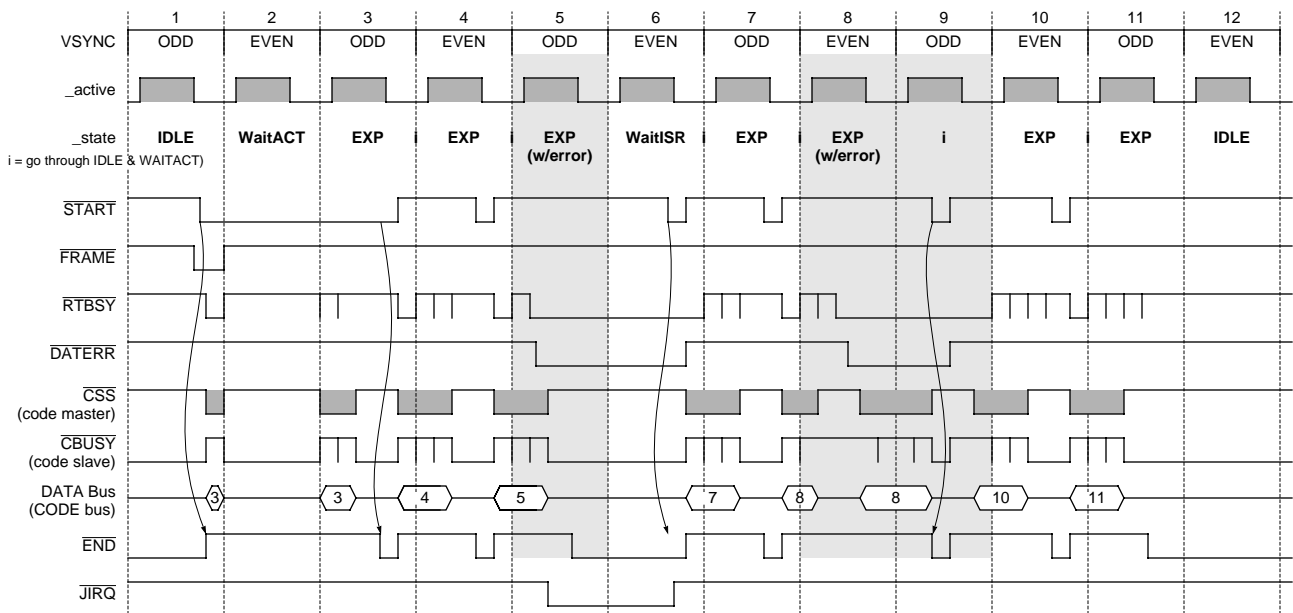 1 2 3 4 5 6 7 8 9 10 11 12
VSYNC ODD EVEN ODD EVEN ODD EVEN ODD EVEN ODD EVEN ODD EVEN
_active
_state IDLE WaitACT EXP i EXP i EXP WaitISR i EXP i EXP i EXP EXP IDLE
(w/error) (w/error)
i = go through IDLE & WAITACT)
START
FRAME
RTBSY
DATERR
CSS
(code master)
CBUSY
(code slave)
DATA Bus 3 3 4 5 7 8 8 10 11
(CODE bus)
END
JIRQ